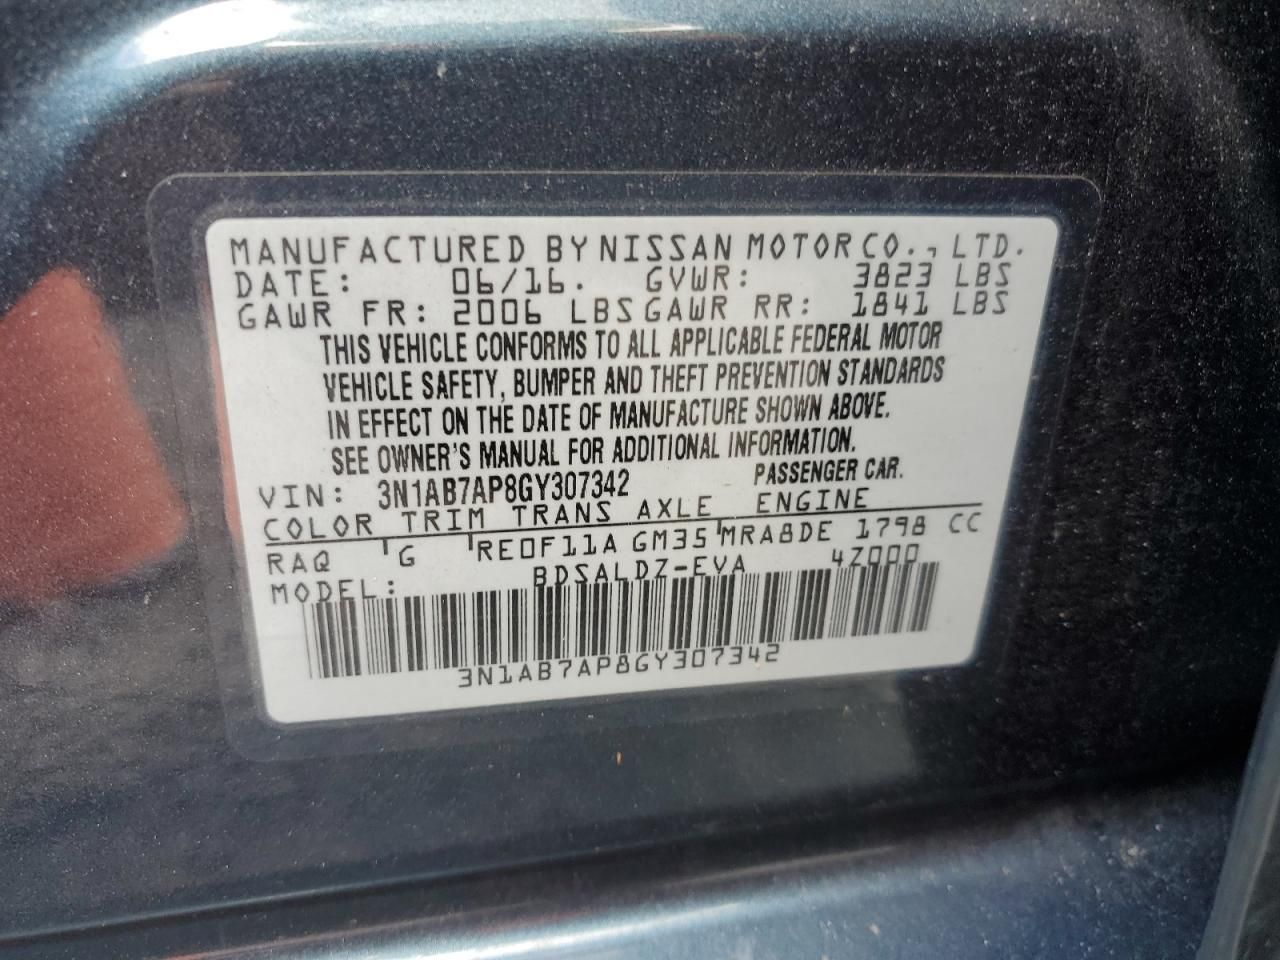 MANUFACTURED BY NISSAN MOTOR CO., LTD.
DATE: 06/16. GVWR: 3823 LBS
GAWR FR: 2006 LBS GAWR RR: 1841 LBS
THIS VEHICLE CONFORMS TO ALL APPLICABLE FEDERAL MOTOR
VEHICLE SAFETY, BUMPER AND THEFT PREVENTION STANDARDS
IN EFFECT ON THE DATE OF MANUFACTURE SHOWN ABOVE.
SEE OWNER'S MANUAL FOR ADDITIONAL INFORMATION.
VIN: 3N1AB7AP8GY307342 PASSENGER CAR.
COLOR TRIM TRANS AXLE ENGINE
RAQ G RE0F11A GM35 MRA8DE 1798 CC
MODEL: BDSALDZ-EVA 4Z000
3N1AB7AP8GY307342